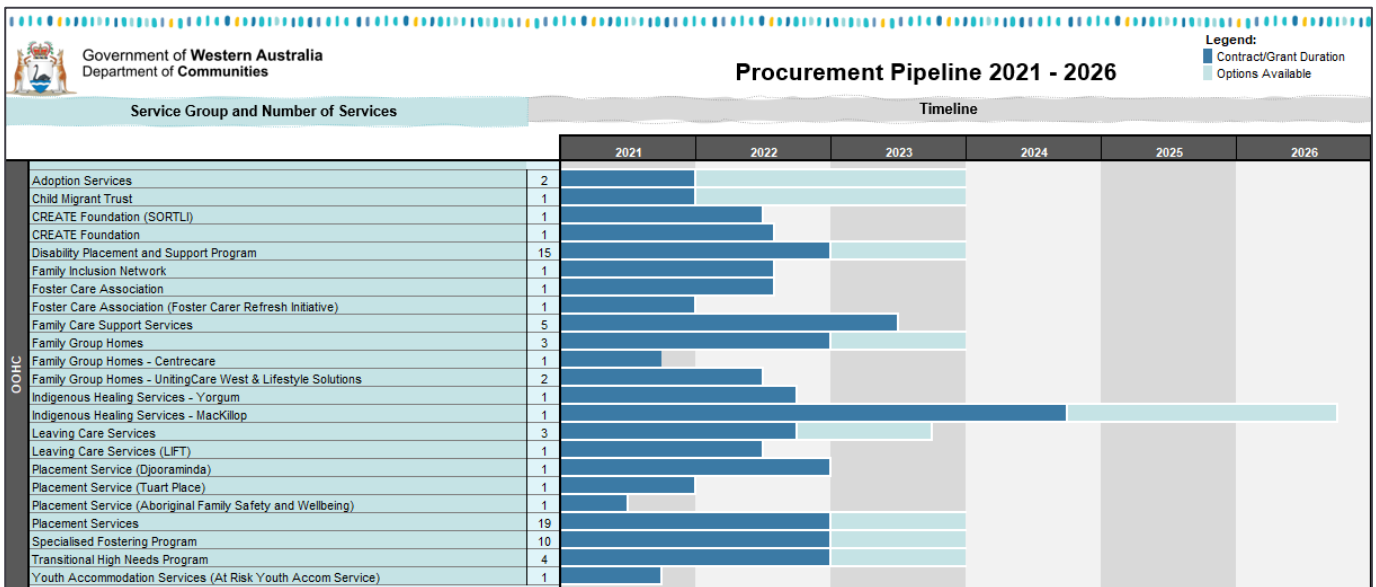 Government of Western Australia
Department of Communities
Procurement Pipeline 2021 - 2026
Legend:
Contract/Grant Duration
Options Available
Service Group and Number of Services
Timeline
2021 2022 2023 2024 2025 2026
OOHC
Adoption Services 2
Child Migrant Trust 1
CREATE Foundation (SORTLI) 1
CREATE Foundation 1
Disability Placement and Support Program 15
Family Inclusion Network 1
Foster Care Association 1
Foster Care Association (Foster Carer Refresh Initiative) 1
Family Care Support Services 5
Family Group Homes 3
Family Group Homes - Centrecare 1
Family Group Homes - UnitingCare West & Lifestyle Solutions 2
Indigenous Healing Services - Yorgum 1
Indigenous Healing Services - MacKillop 1
Leaving Care Services 3
Leaving Care Services (LIFT) 1
Placement Service (Djooraminda) 1
Placement Service (Tuart Place) 1
Placement Service (Aboriginal Family Safety and Wellbeing) 1
Placement Services 19
Specialised Fostering Program 10
Transitional High Needs Program 4
Youth Accommodation Services (At Risk Youth Accom Service) 1